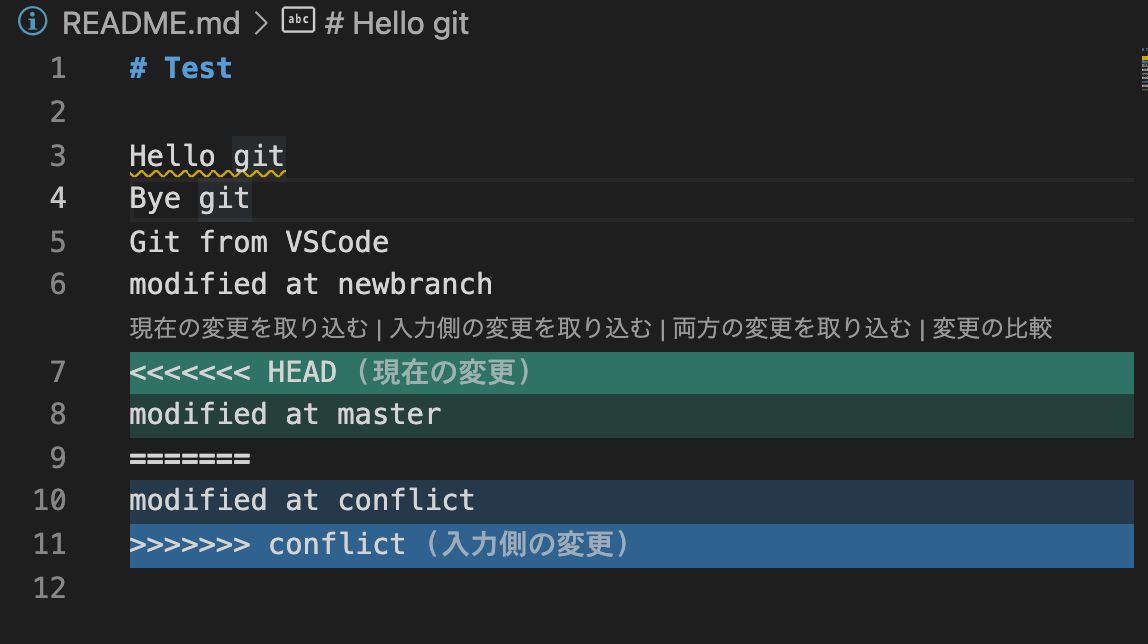 README.md > abc # Hello git
1 # Test
2
3 Hello git
4 Bye git
5 Git from VSCode
6 modified at newbranch
現在の変更を取り込む | 入力側の変更を取り込む | 両方の変更を取り込む | 変更の比較
7 <<<<<<< HEAD (現在の変更)
8 modified at master
9 =======
10 modified at conflict
11 >>>>>>> conflict (入力側の変更)
12